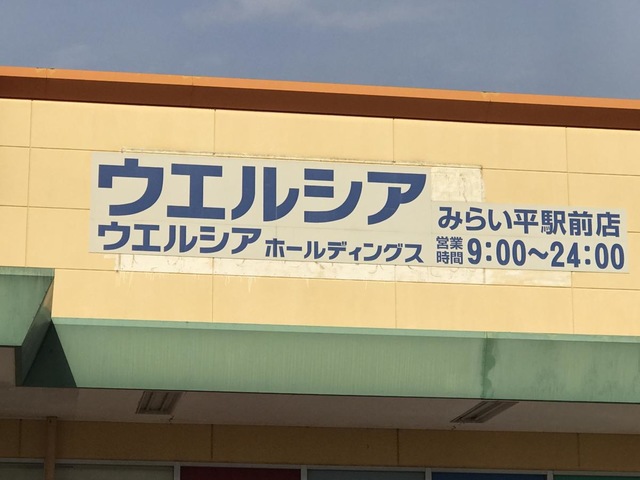 ウエルシア
ウエルシア ホールディングス
みらい平駅前店
営業時間 9:00〜24:00